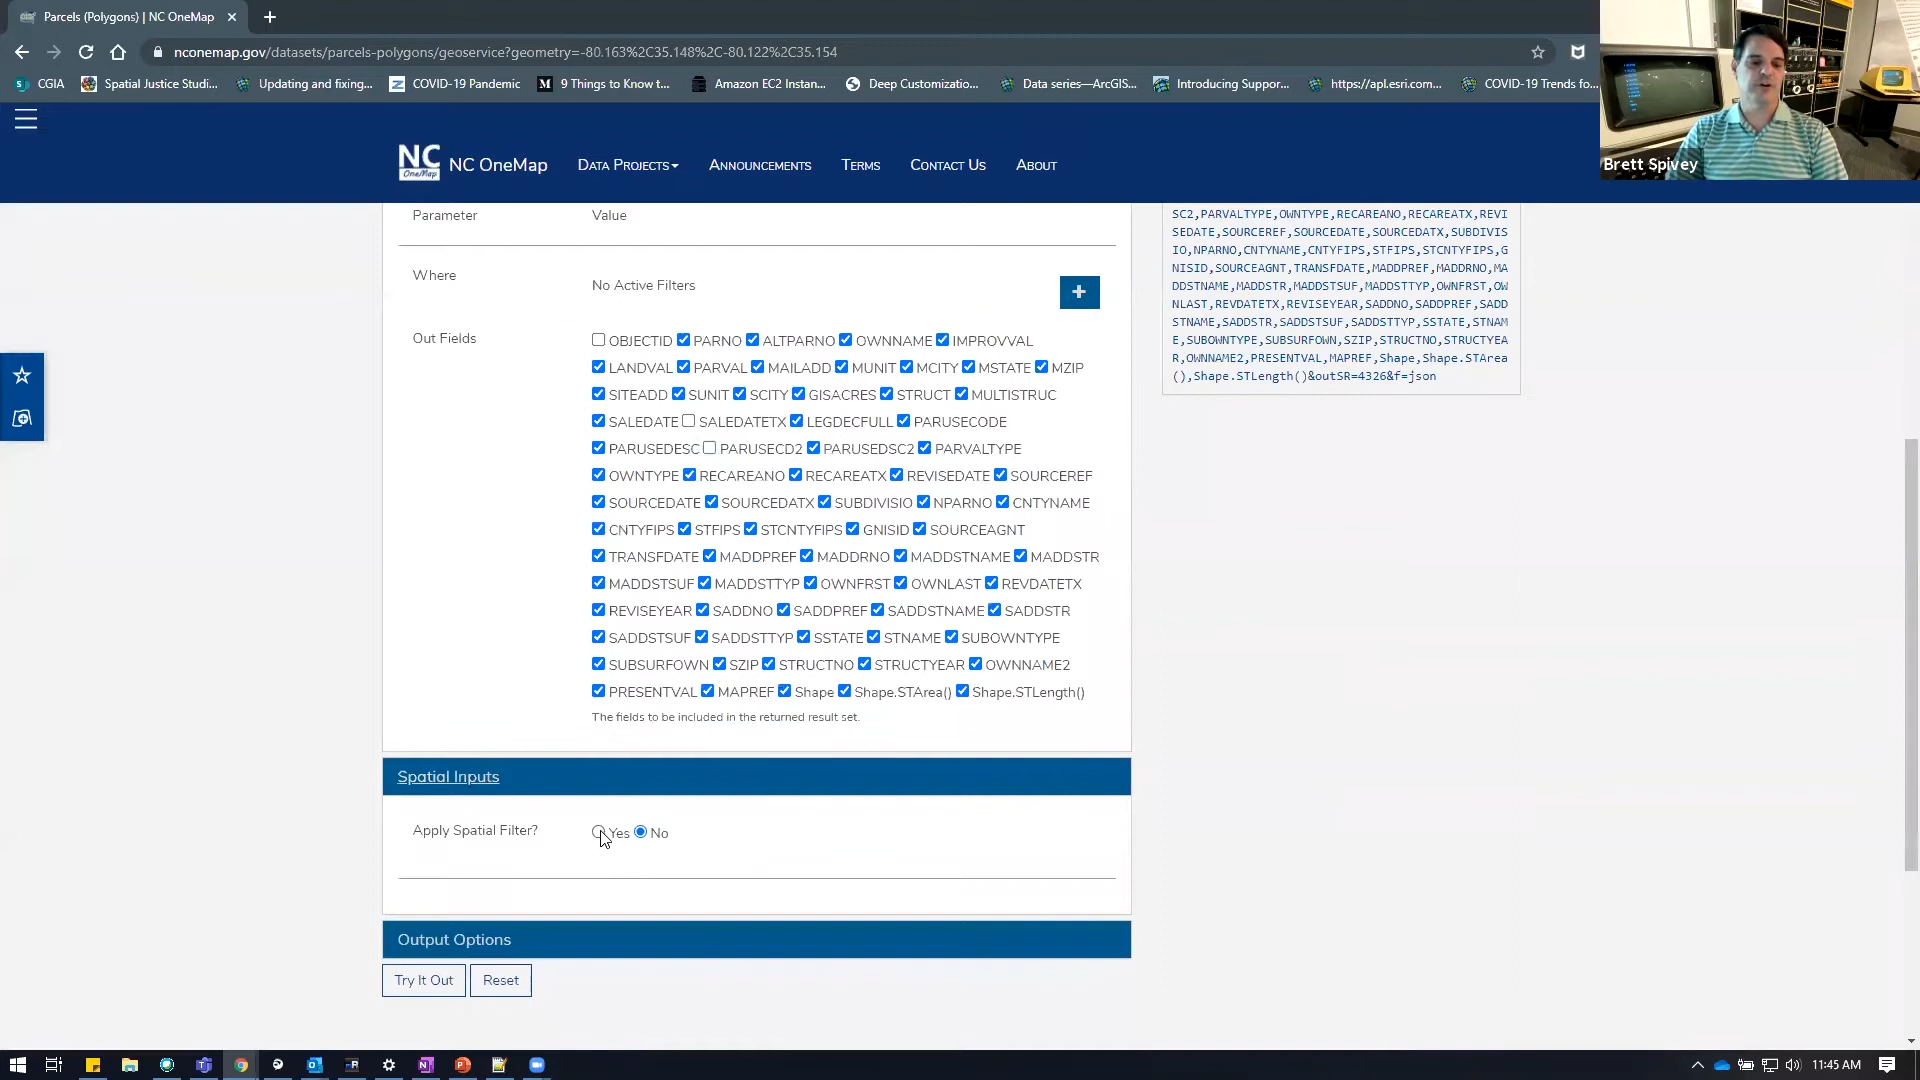 Parcels (Polygons) | NC OneMap
nconemap.gov/datasets/parcels-polygons/geoservice?geometry=-80.163%2C35.148%2C-80.122%2C35.154
CGIA Spatial Justice Studi... Updating and fixing... COVID-19 Pandemic 9 Things to Know t... Amazon EC2 Instan... Deep Customizatio... Data series—ArcGIS... Introducing Suppor... https://apl.esri.com... COVID-19 Trends fo...
Brett Spivey
NC OneMap NC OneMap DATA PROJECTS ANNOUNCEMENTS TERMS CONTACT US ABOUT
Parameter Value
Where No Active Filters +
Out Fields OBJECTID PARNO ALTPARNO OWNNAME IMPROVVAL
LANDVAL PARVAL MAILADD MUNIT MCITY MSTATE MZIP
SITEADD SUNIT SCITY GISACRES STRUCT MULTISTRUC
SALEDATE SALEDATETX LEGDECFULL PARUSECODE
PARUSEDESC PARUSECD2 PARUSEDSC2 PARVALTYPE
OWNTYPE RECAREANO RECAREATX REVISEDATE SOURCEREF
SOURCEDATE SOURCEDATX SUBDIVISIO NPARNO CNTYNAME
CNTYFIPS STFIPS STCNTYFIPS GNISID SOURCEAGNT
TRANSFDATE MADDPREF MADDRNO MADDSTNAME MADDSTR
MADDSTSUF MADDSTTYP OWNFRST OWNLAST REVDATETX
REVISEYEAR SADDNO SADDPREF SADDSTNAME SADDSTR
SADDSTSUF SADDSTTYP SSTATE STNAME SUBOWNTYPE
SUBSURFOWN SZIP STRUCTNO STRUCTYEAR OWNNAME2
PRESENTVAL MAPREF Shape Shape.STArea() Shape.STLength()
The fields to be included in the returned result set.
SC2,PARVALTYPE,OWNTYPE,RECAREANO,RECAREATX,REVI
SEDATE,SOURCEREF,SOURCEDATE,SOURCEDATX,SUBDIVIS
IO,NPARNO,CNTYNAME,CNTYFIPS,STFIPS,STCNTYFIPS,G
NISID,SOURCEAGNT,TRANSFDATE,MADDPREF,MADDRNO,MA
DDSTNAME,MADDSTR,MADDSTSUF,MADDSTTYP,OWNFRST,OW
NLAST,REVDATETX,REVISEYEAR,SADDNO,SADDPREF,SADD
STNAME,SADDSTR,SADDSTSUF,SADDSTTYP,SSTATE,STNAM
E,SUBOWNTYPE,SUBSURFOWN,SZIP,STRUCTNO,STRUCTYEA
R,OWNNAME2,PRESENTVAL,MAPREF,Shape,Shape.STArea
(),Shape.STLength()&outSR=4326&f=json
Spatial Inputs
Apply Spatial Filter? Yes No
Output Options
Try It Out Reset
11:45 AM